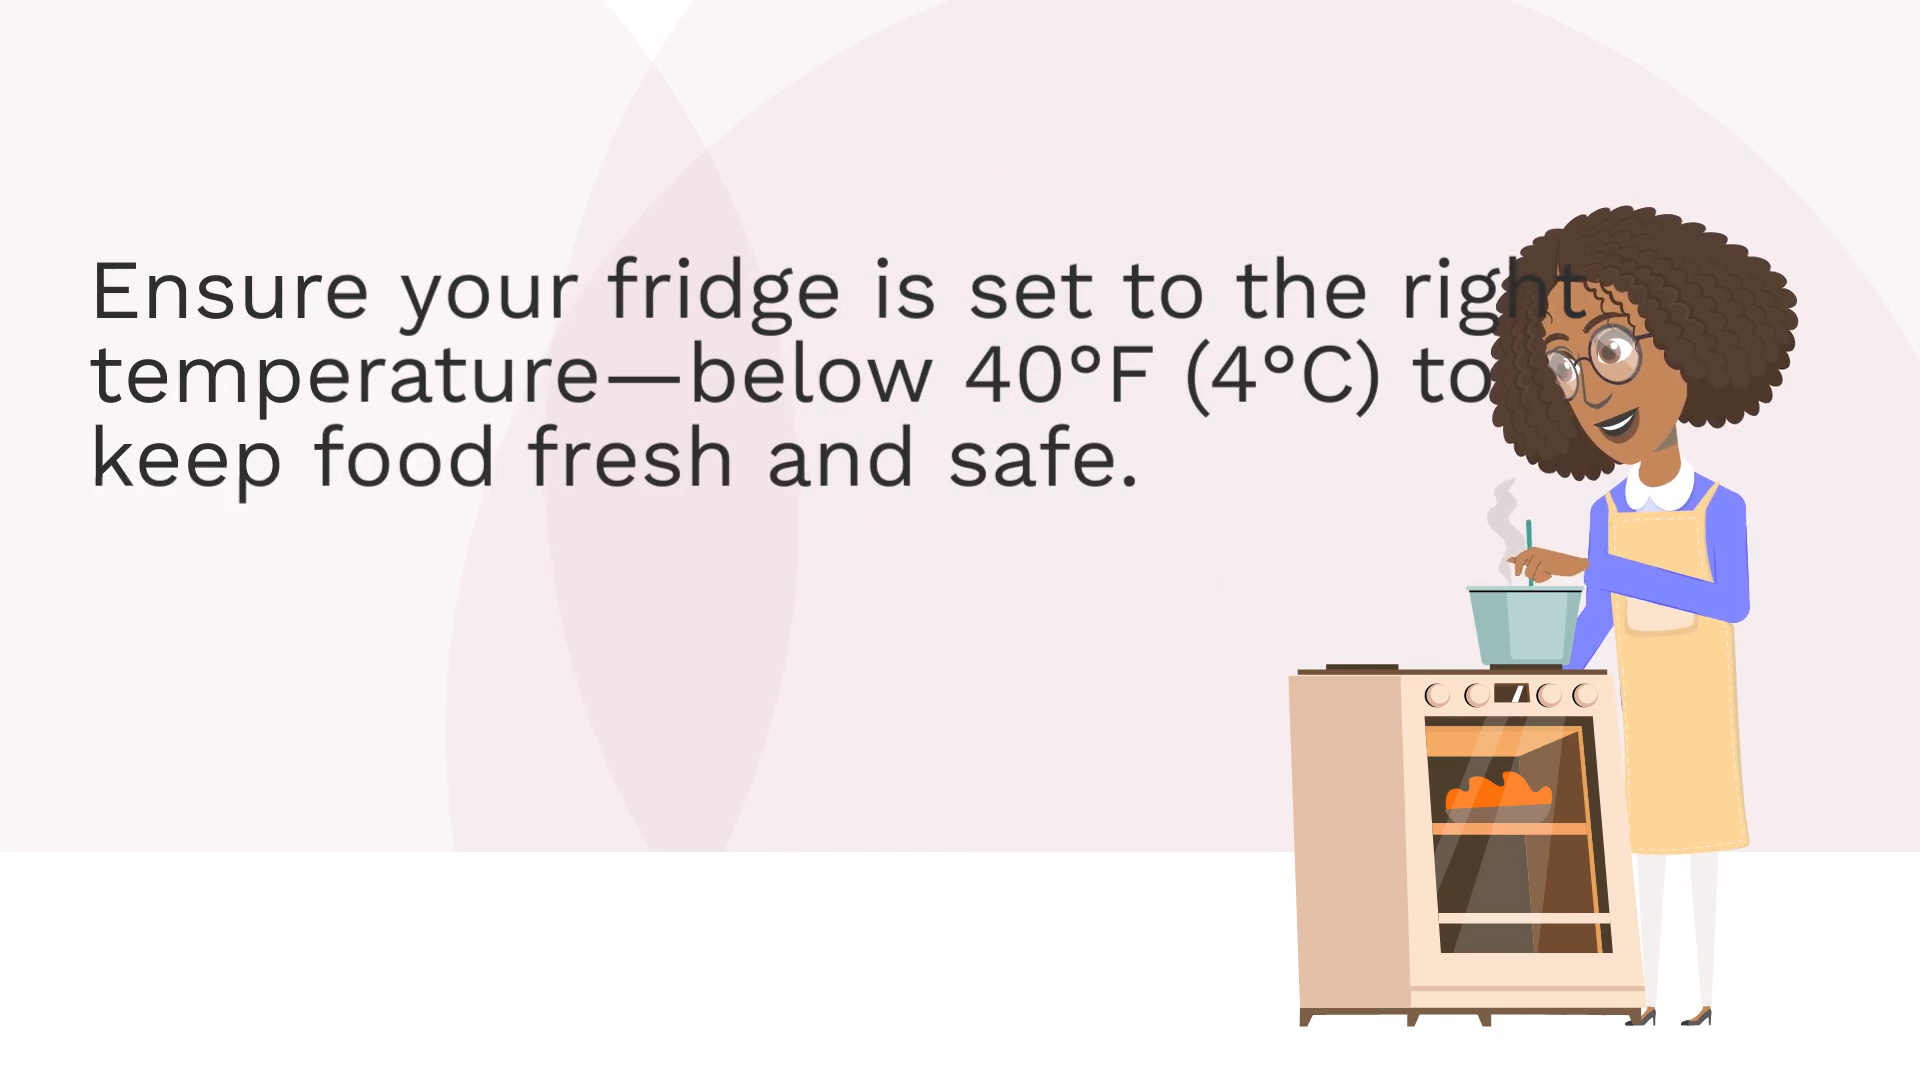 Ensure your fridge is set to the right
temperature—below 40°F (4°C) to
keep food fresh and safe.